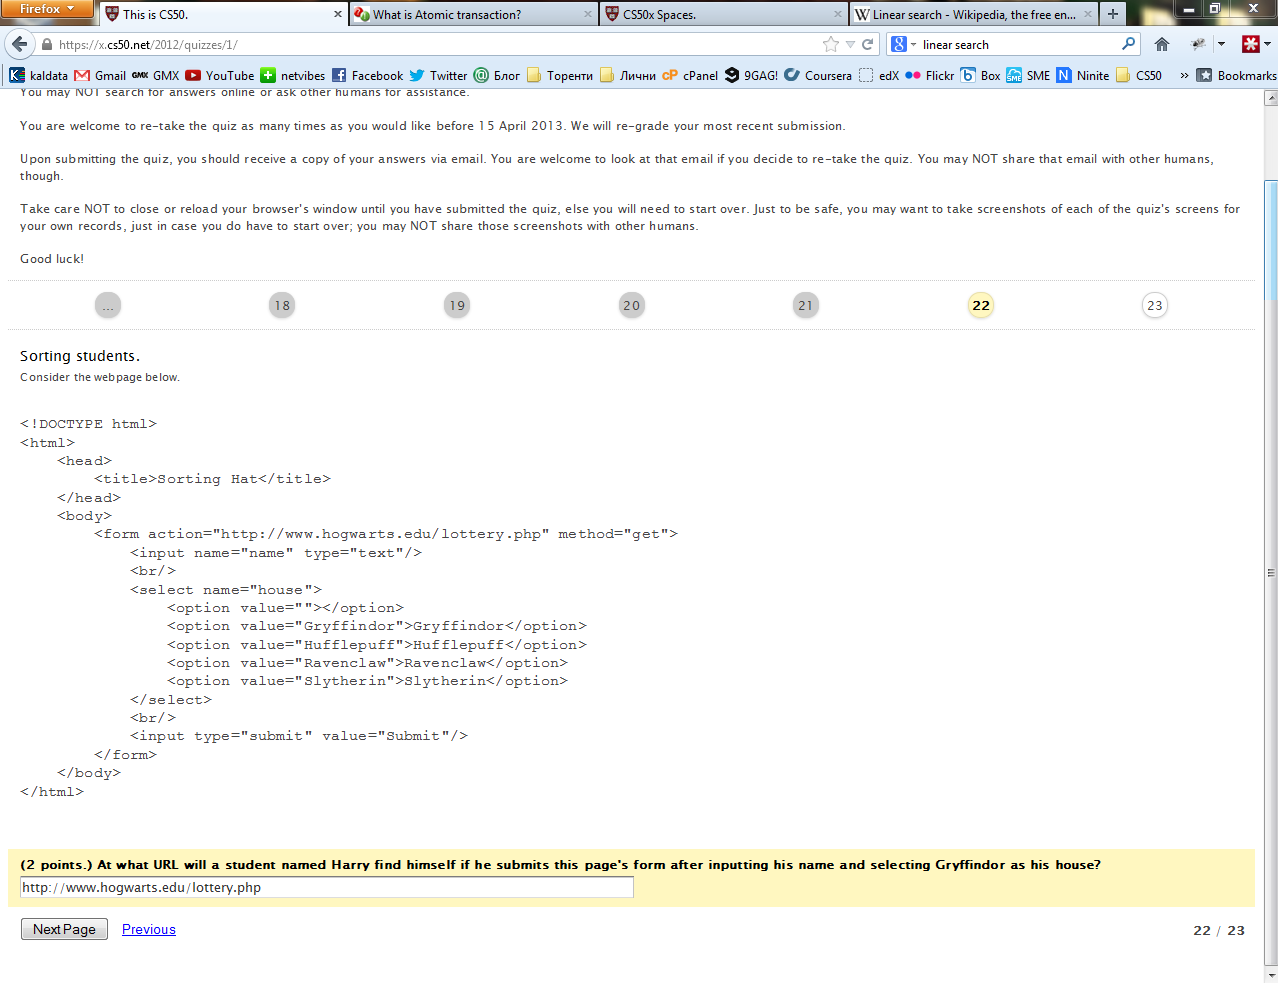 Firefox
This is CS50.
What is Atomic transaction?
CS50x Spaces.
Linear search - Wikipedia, the free en...
https://x.cs50.net/2012/quizzes/1/
linear search
kaldata Gmail GMX GMX YouTube netvibes Facebook Twitter Блог Торенти Лични cP cPanel 9GAG! Coursera edX Flickr Box SME SME Ninite CS50 » Bookmarks
You may NOT search for answers online or ask other humans for assistance.
You are welcome to re-take the quiz as many times as you would like before 15 April 2013. We will re-grade your most recent submission.
Upon submitting the quiz, you should receive a copy of your answers via email. You are welcome to look at that email if you decide to re-take the quiz. You may NOT share that email with other humans,
though.
Take care NOT to close or reload your browser's window until you have submitted the quiz, else you will need to start over. Just to be safe, you may want to take screenshots of each of the quiz's screens for
your own records, just in case you do have to start over; you may NOT share those screenshots with other humans.
Good luck!
... 18 19 20 21 22 23
Sorting students.
Consider the webpage below.
<!DOCTYPE html>
<html>
<head>
<title>Sorting Hat</title>
</head>
<body>
<form action="http://www.hogwarts.edu/lottery.php" method="get">
<input name="name" type="text"/>
<br/>
<select name="house">
<option value=""></option>
<option value="Gryffindor">Gryffindor</option>
<option value="Hufflepuff">Hufflepuff</option>
<option value="Ravenclaw">Ravenclaw</option>
<option value="Slytherin">Slytherin</option>
</select>
<br/>
<input type="submit" value="Submit"/>
</form>
</body>
</html>
(2 points.) At what URL will a student named Harry find himself if he submits this page's form after inputting his name and selecting Gryffindor as his house?
http://www.hogwarts.edu/lottery.php
Next Page Previous 22 / 23